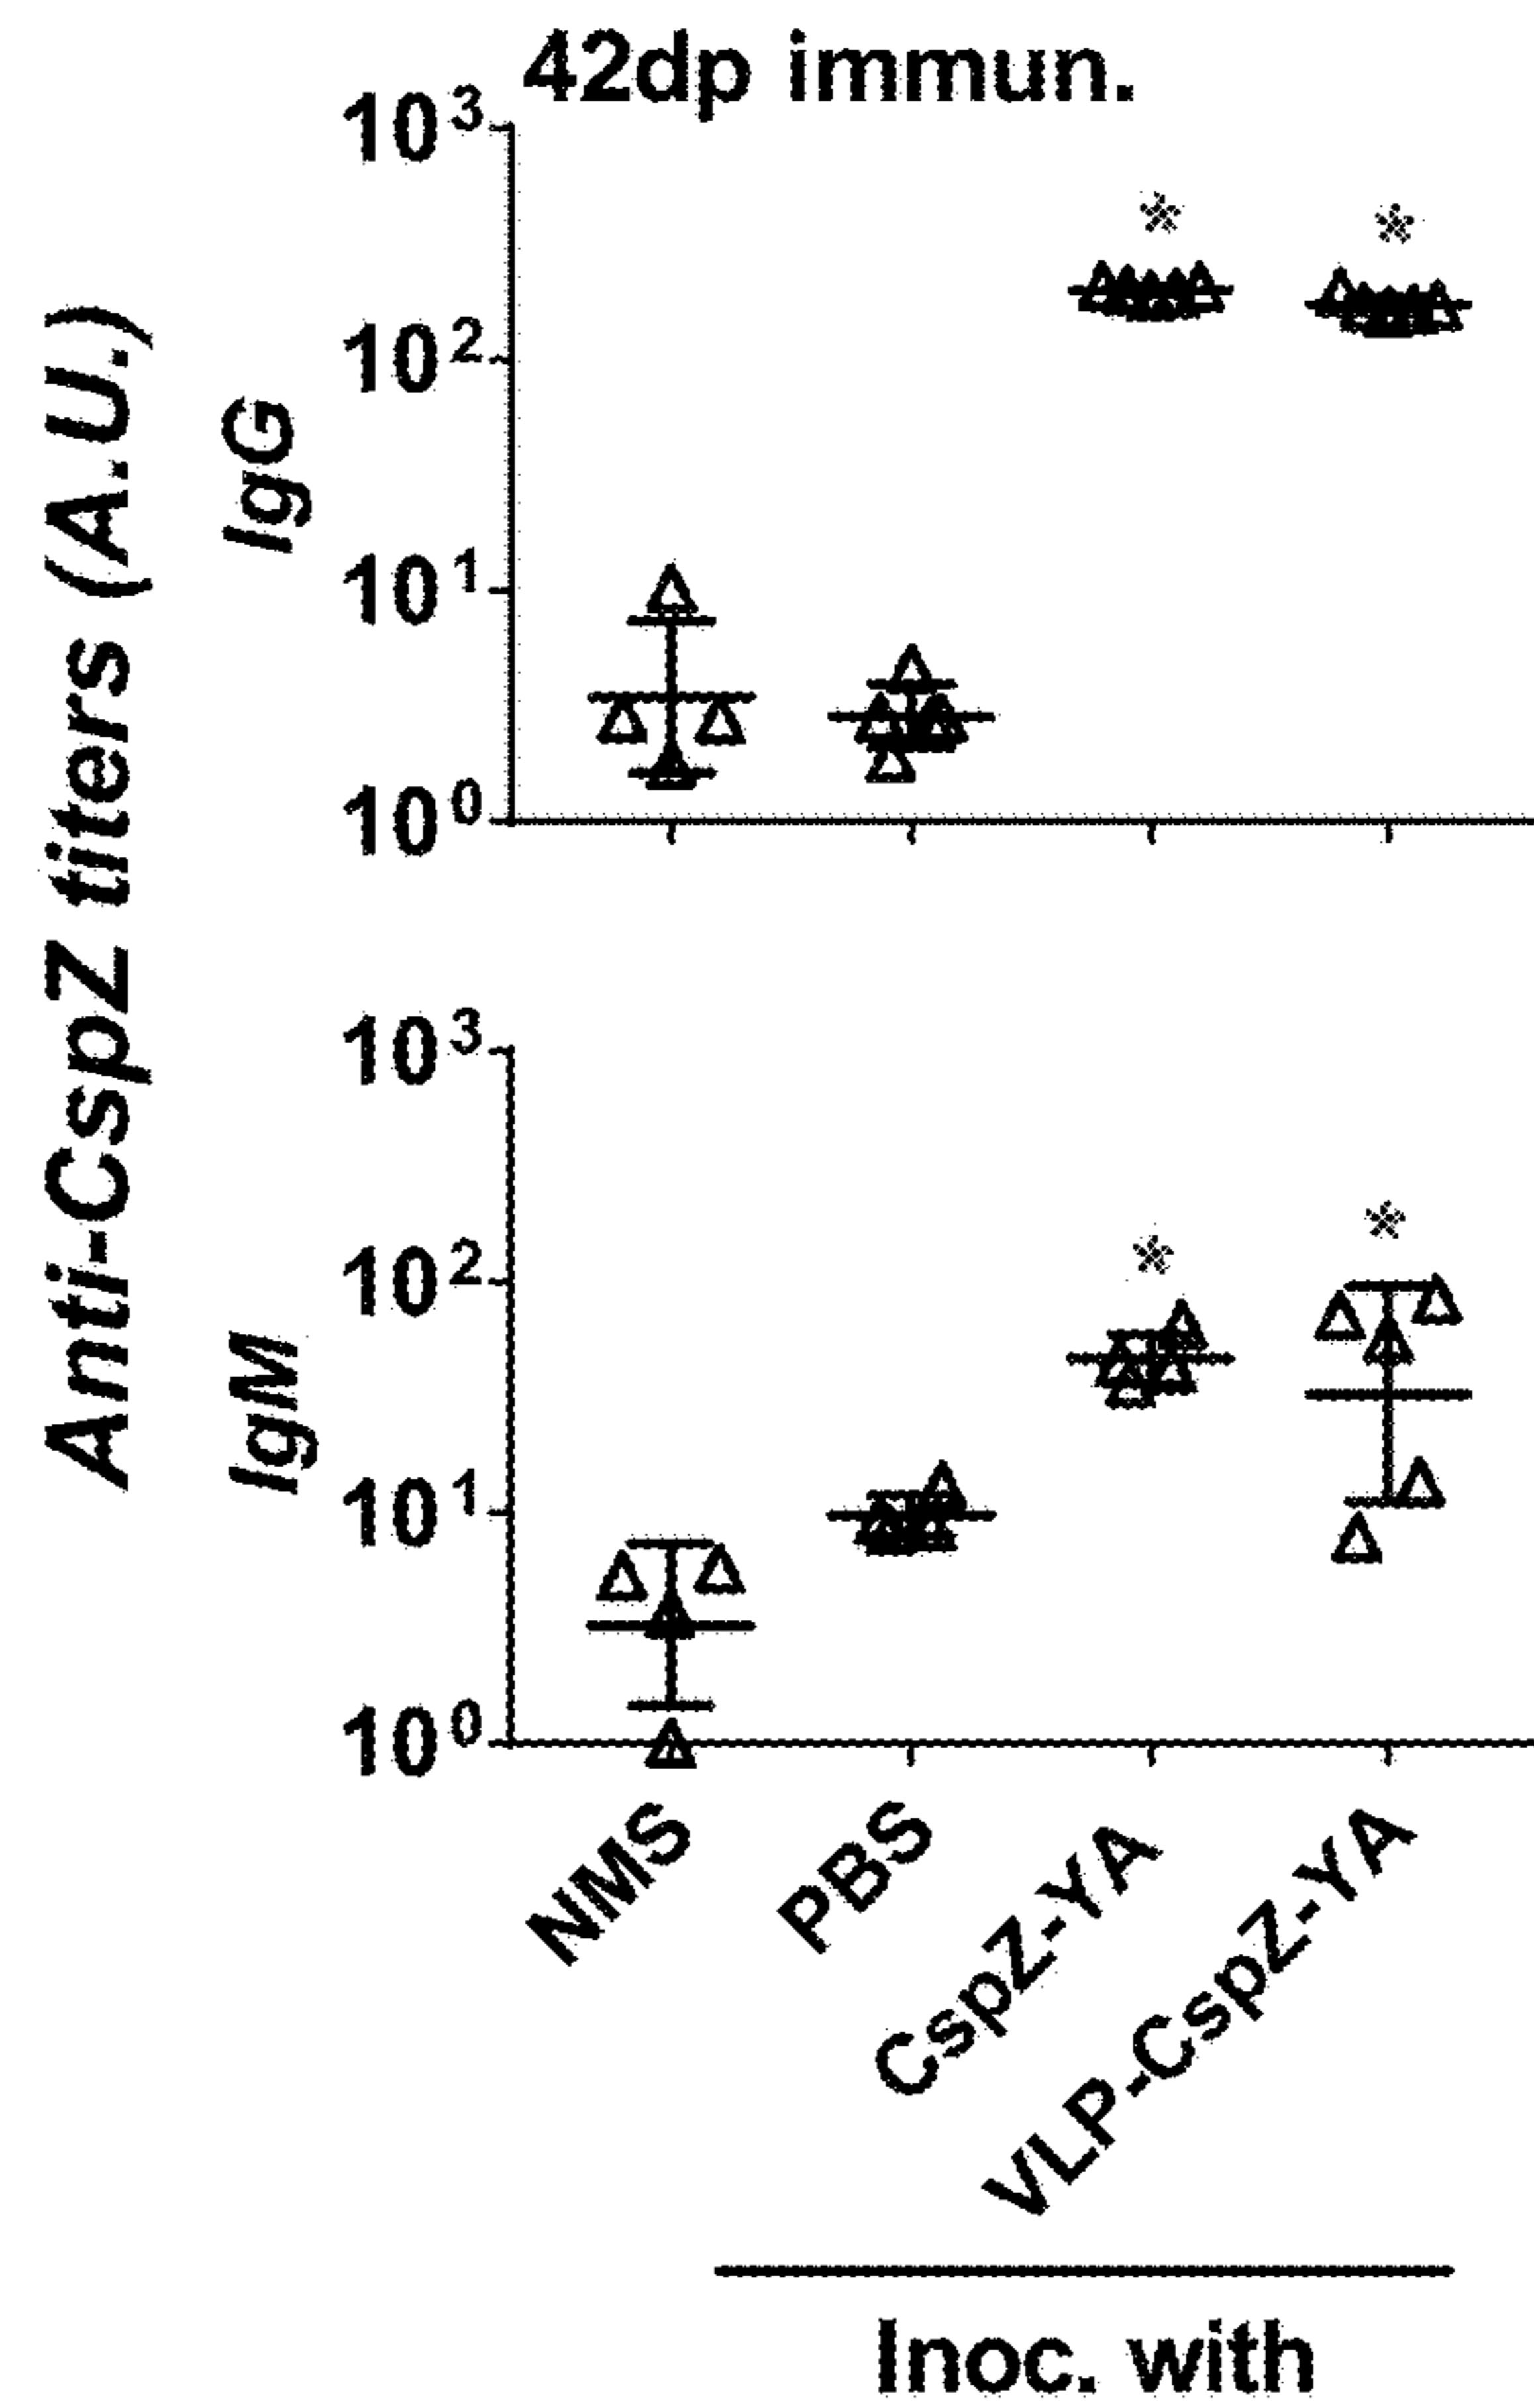 42dp immun.
Anti-CspZ titers (A.U.)
IgG
10³
10²
10¹
10⁰
*
*
IgM
10³
10²
10¹
10⁰
*
*
NMS
PBS
CspZ-YA
VLP-CspZ-YA
Inoc. with